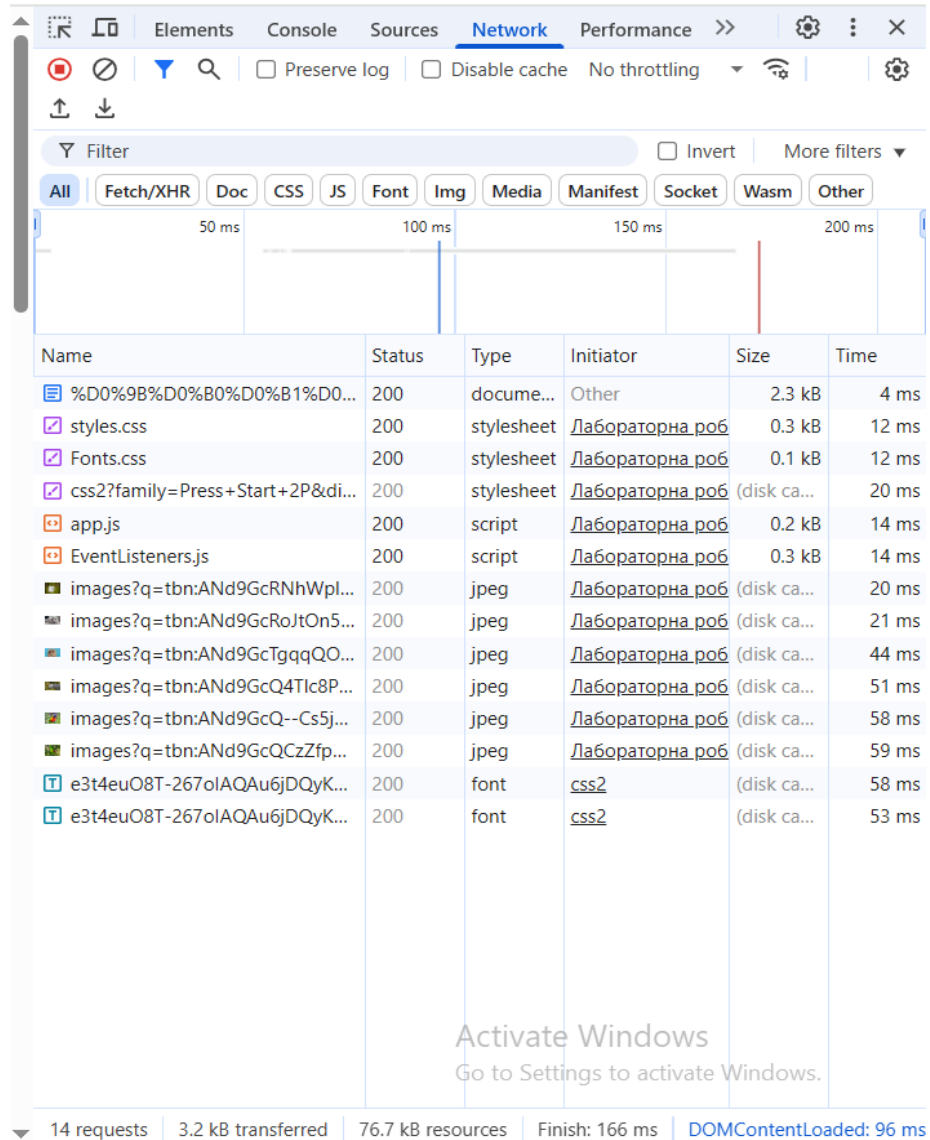 Elements Console Sources Network Performance
Preserve log Disable cache No throttling
Filter Invert More filters
All Fetch/XHR Doc CSS JS Font Img Media Manifest Socket Wasm Other
50 ms 100 ms 150 ms 200 ms
Name Status Type Initiator Size Time
%D0%9B%D0%B0%D0%B1%D0... 200 docume... Other 2.3 kB 4 ms
styles.css 200 stylesheet Лабораторна роб 0.3 kB 12 ms
Fonts.css 200 stylesheet Лабораторна роб 0.1 kB 12 ms
css2?family=Press+Start+2P&di... 200 stylesheet Лабораторна роб (disk ca... 20 ms
app.js 200 script Лабораторна роб 0.2 kB 14 ms
EventListeners.js 200 script Лабораторна роб 0.3 kB 14 ms
images?q=tbn:ANd9GcRNhWpI... 200 jpeg Лабораторна роб (disk ca... 20 ms
images?q=tbn:ANd9GcRoJtOn5... 200 jpeg Лабораторна роб (disk ca... 21 ms
images?q=tbn:ANd9GcTgqqQO... 200 jpeg Лабораторна роб (disk ca... 44 ms
images?q=tbn:ANd9GcQ4TIc8P... 200 jpeg Лабораторна роб (disk ca... 51 ms
images?q=tbn:ANd9GcQ--Cs5j... 200 jpeg Лабораторна роб (disk ca... 58 ms
images?q=tbn:ANd9GcQCzZfp... 200 jpeg Лабораторна роб (disk ca... 59 ms
e3t4euO8T-267oIAQAu6jDQyK... 200 font css2 (disk ca... 58 ms
e3t4euO8T-267oIAQAu6jDQyK... 200 font css2 (disk ca... 53 ms
Activate Windows
Go to Settings to activate Windows.
14 requests 3.2 kB transferred 76.7 kB resources Finish: 166 ms DOMContentLoaded: 96 ms